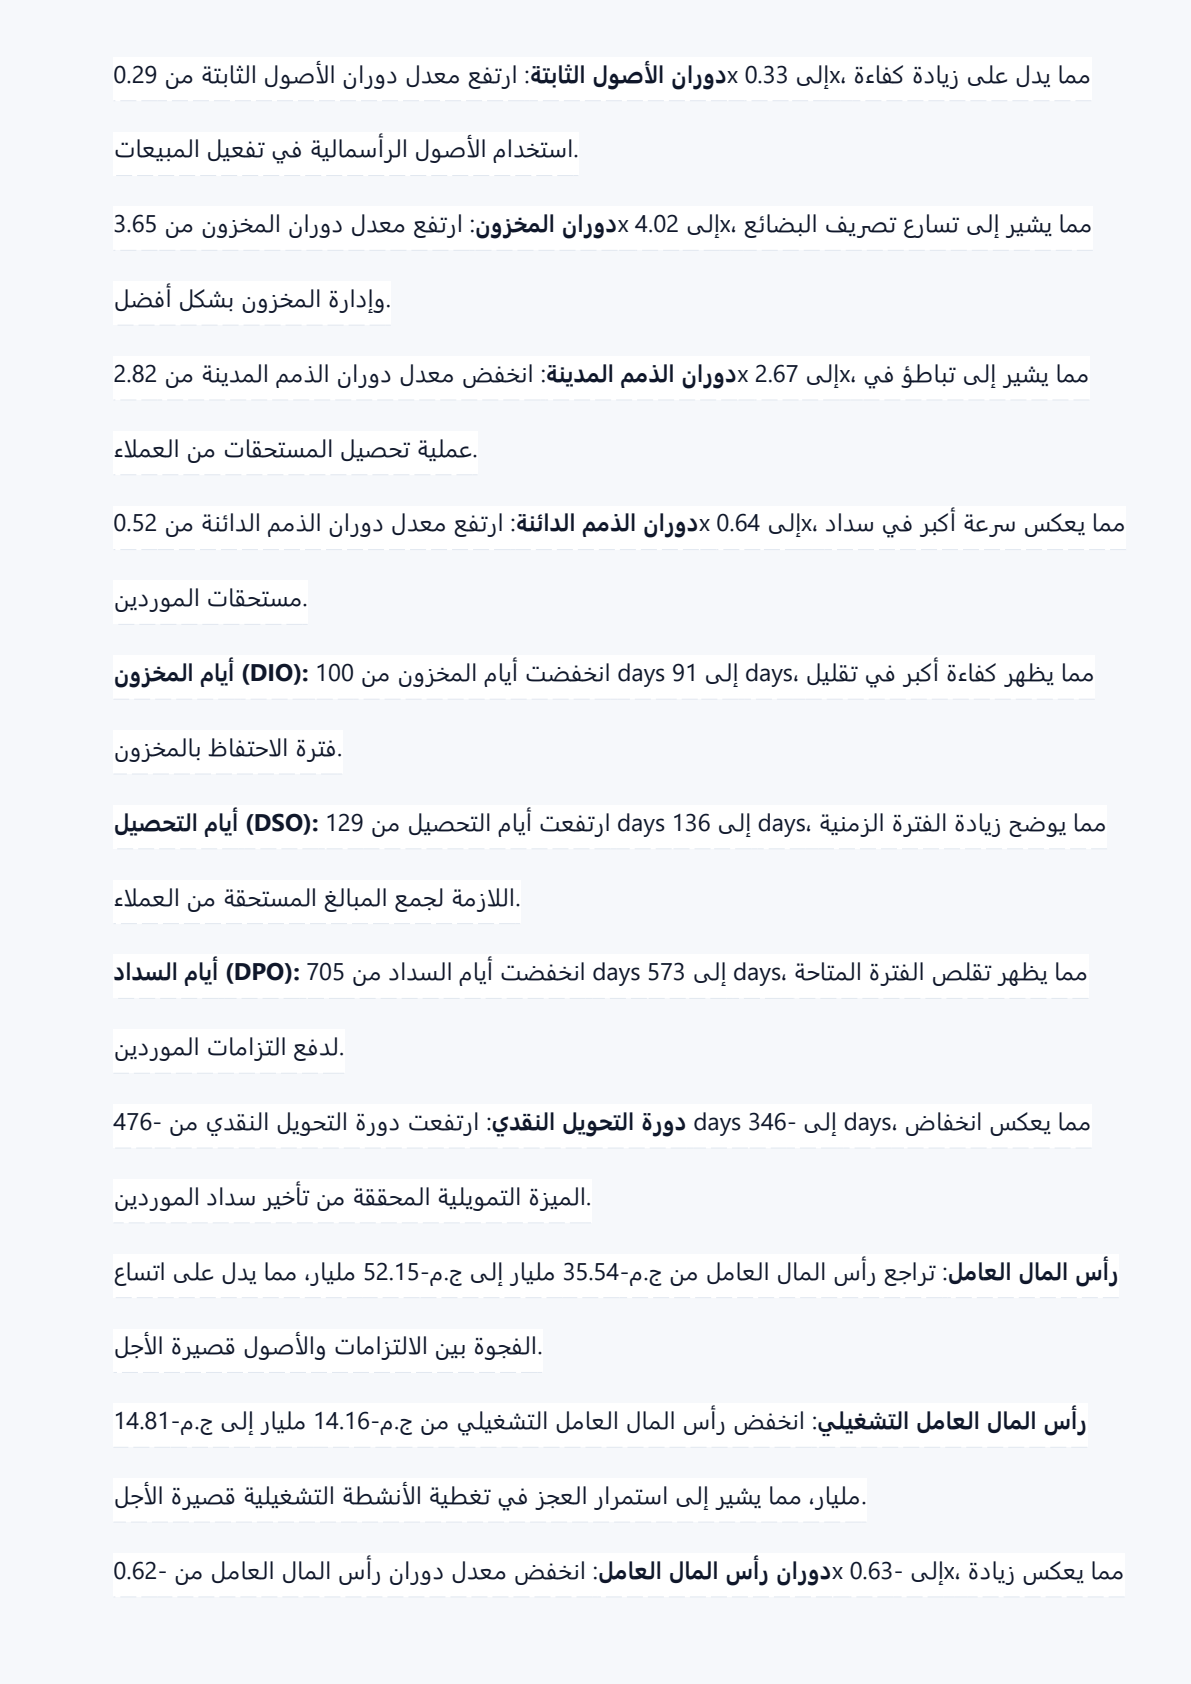 دوران الأصول الثابتة: ارتفع معدل دوران الأصول الثابتة من 0.29x إلى 0.33x، مما يدل على زيادة كفاءة
استخدام الأصول الرأسمالية في تفعيل المبيعات.
دوران المخزون: ارتفع معدل دوران المخزون من 3.65x إلى 4.02x، مما يشير إلى تسارع تصريف البضائع
وإدارة المخزون بشكل أفضل.
دوران الذمم المدينة: انخفض معدل دوران الذمم المدينة من 2.82x إلى 2.67x، مما يشير إلى تباطؤ في
عملية تحصيل المستحقات من العملاء.
دوران الذمم الدائنة: ارتفع معدل دوران الذمم الدائنة من 0.52x إلى 0.64x، مما يعكس سرعة أكبر في سداد
مستحقات الموردين.
أيام المخزون (DIO): انخفضت أيام المخزون من 100 days إلى 91 days، مما يظهر كفاءة أكبر في تقليل
فترة الاحتفاظ بالمخزون.
أيام التحصيل (DSO): ارتفعت أيام التحصيل من 129 days إلى 136 days، مما يوضح زيادة الفترة الزمنية
اللازمة لجمع المبالغ المستحقة من العملاء.
أيام السداد (DPO): انخفضت أيام السداد من 705 days إلى 573 days، مما يظهر تقلص الفترة المتاحة
لدفع التزامات الموردين.
دورة التحويل النقدي: ارتفعت دورة التحويل النقدي من -476 days إلى -346 days، مما يعكس انخفاض
الميزة التمويلية المحققة من تأخير سداد الموردين.
رأس المال العامل: تراجع رأس المال العامل من ج.م-35.54 مليار إلى ج.م-52.15 مليار، مما يدل على اتساع
الفجوة بين الالتزامات والأصول قصيرة الأجل.
رأس المال العامل التشغيلي: انخفض رأس المال العامل التشغيلي من ج.م-14.16 مليار إلى ج.م-14.81
مليار، مما يشير إلى استمرار العجز في تغطية الأنشطة التشغيلية قصيرة الأجل.
دوران رأس المال العامل: انخفض معدل دوران رأس المال العامل من -0.62x إلى -0.63x، مما يعكس زيادة